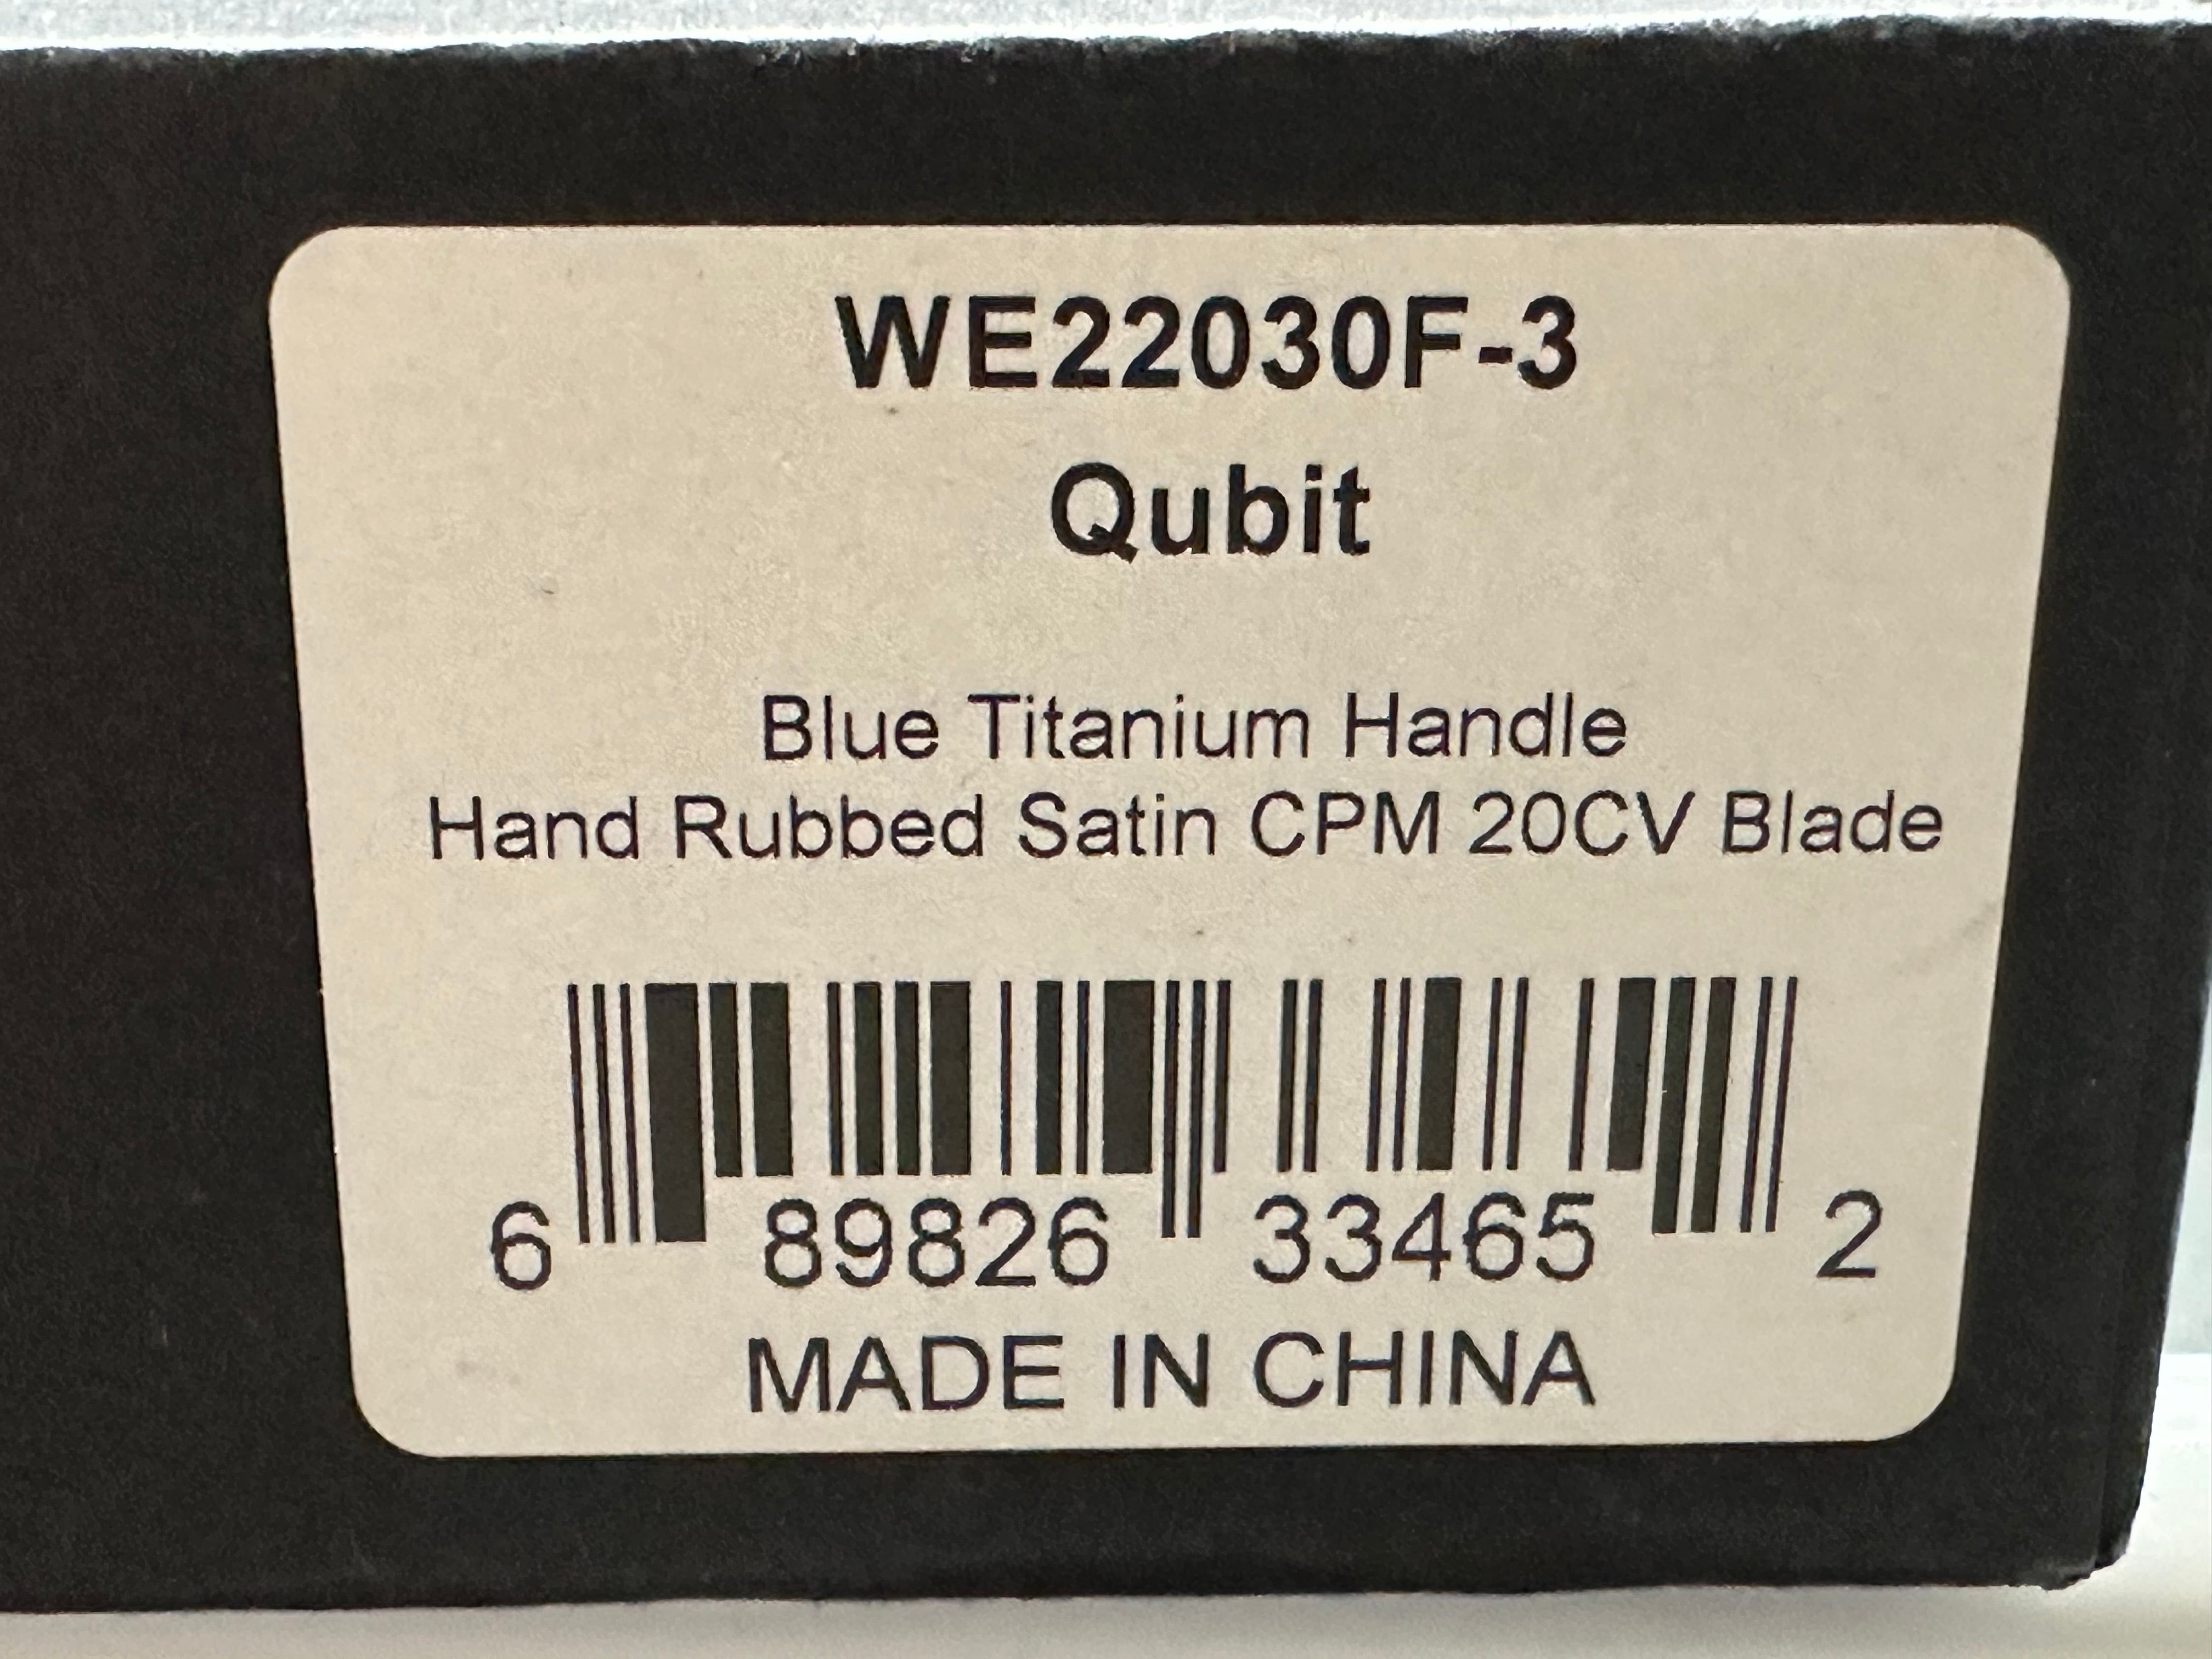 WE22030F-3
Qubit
Blue Titanium Handle
Hand Rubbed Satin CPM 20CV Blade
6 89826 33465 2
MADE IN CHINA